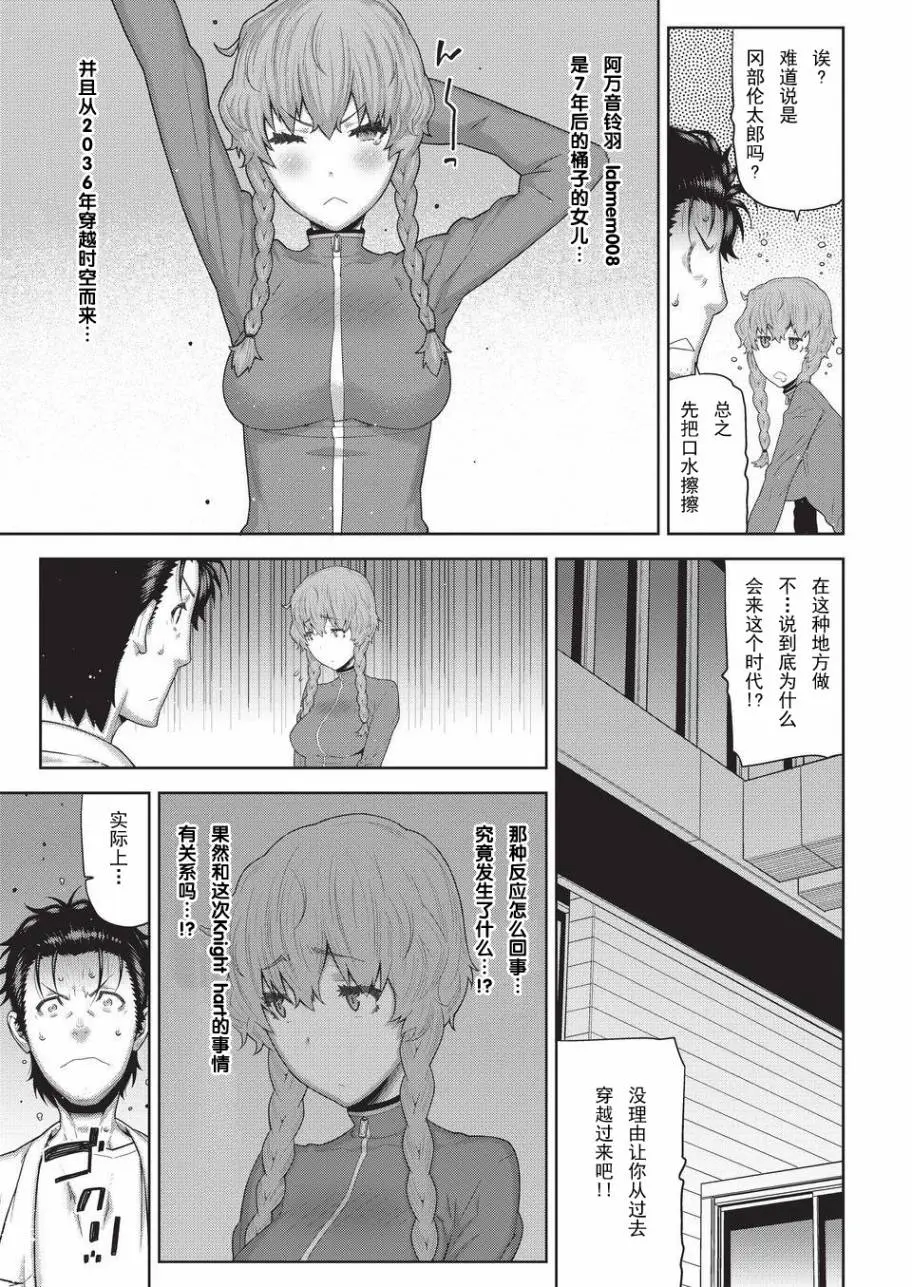 诶?
难道说是
冈部伦太郎吗?
总之
先把口水擦擦
阿万音铃羽 labmem008
是7年后的桶子的女儿…
并且从2036年穿越时空而来…
在这种地方做
不…说到底为什么
会来这个时代!?
没理由让你从过去
穿越过来吧!!
那种反应怎么回事…
究竟发生了什么…!?
果然和这次Knight hart的事情
有关系吗…!?
实际上…